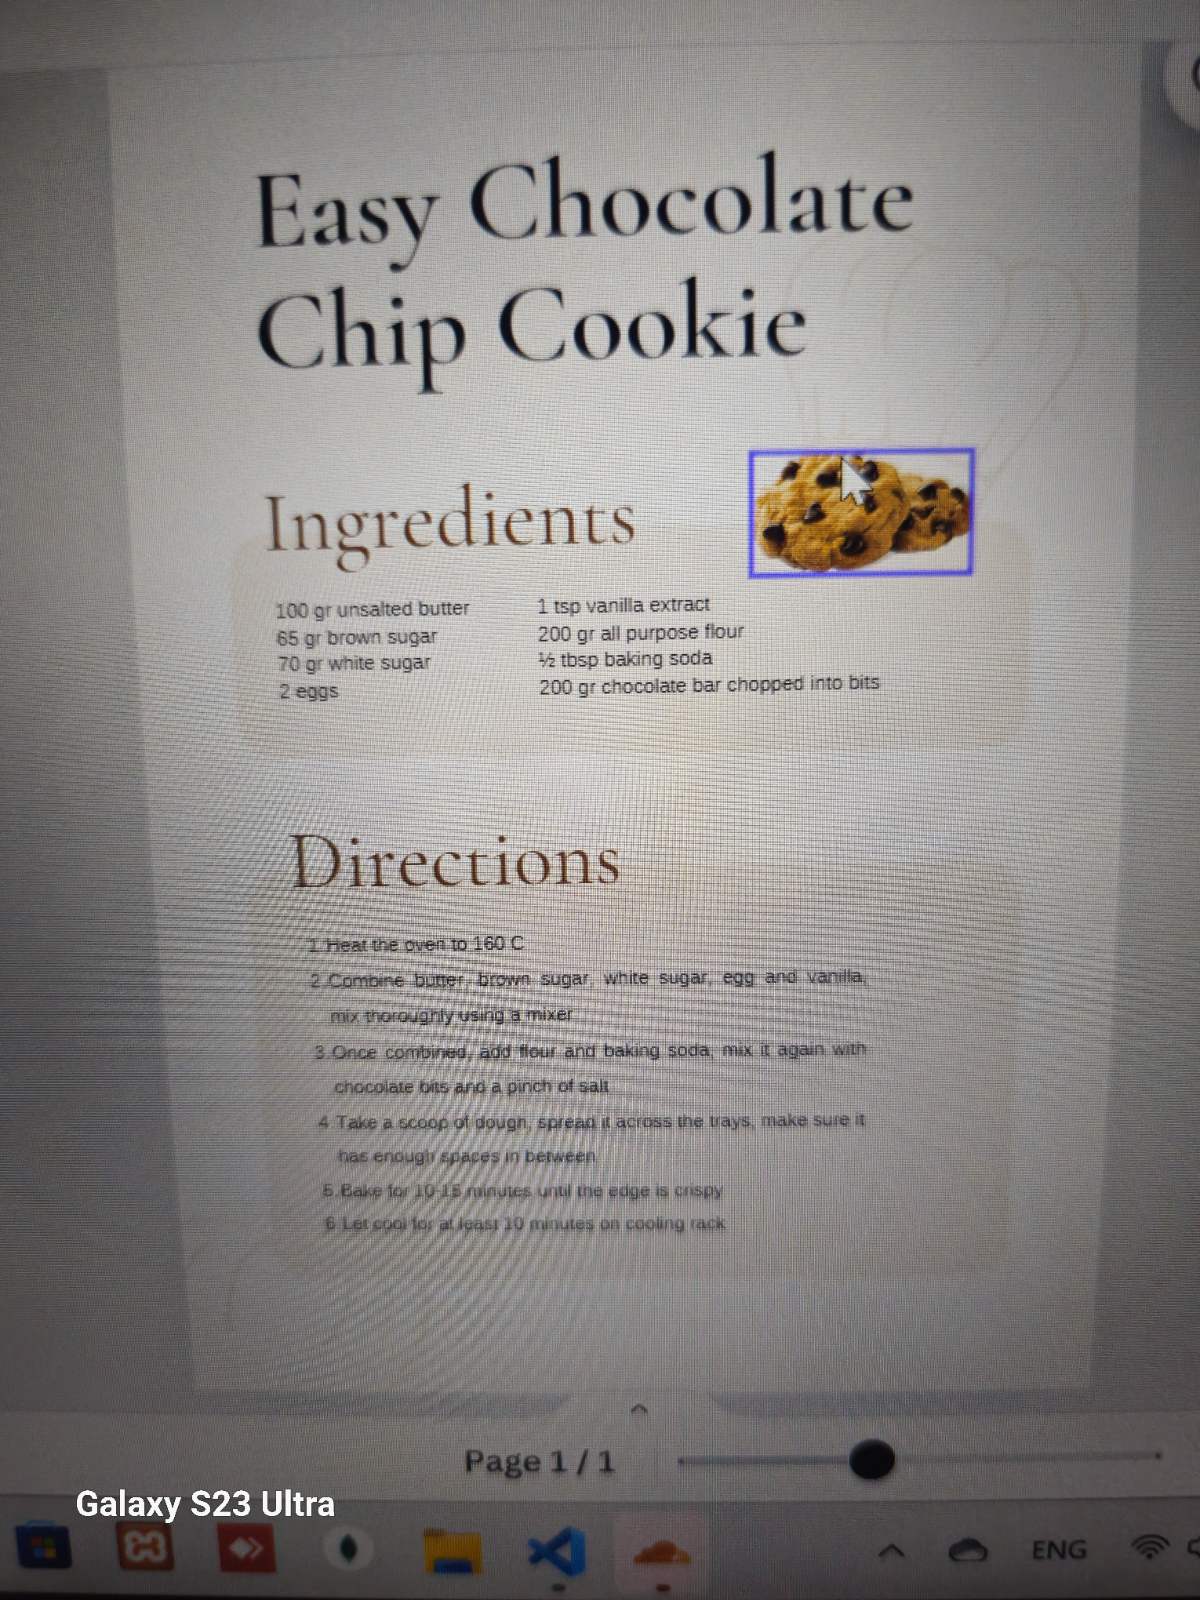 Easy Chocolate
Chip Cookie
Ingredients
100 gr unsalted butter
65 gr brown sugar
70 gr white sugar
2 eggs
1 tsp vanilla extract
200 gr all purpose flour
½ tbsp baking soda
200 gr chocolate bar chopped into bits
Directions
1. Heat the oven to 160 C
2. Combine butter, brown sugar, white sugar, egg and vanilla,
mix thoroughly using a mixer
3. Once combined, add flour and baking soda, mix it again with
chocolate bits and a pinch of salt
4. Take a scoop of dough, spread it across the trays, make sure it
has enough spaces in between
5. Bake for 10-15 minutes until the edge is crispy
6. Let cool for at least 10 minutes on cooling rack
Page 1 / 1
Galaxy S23 Ultra
ENG